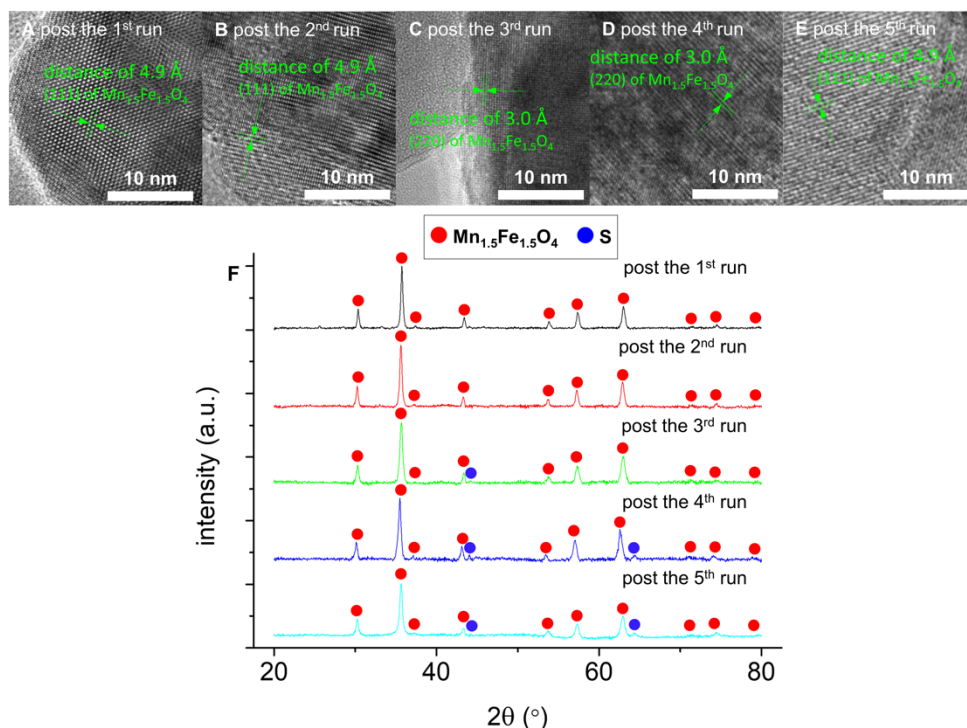 A post the 1st run
distance of 4.9 Å
(111) of Mn1.5Fe1.5O4
10 nm
B post the 2nd run
distance of 4.9 Å
(111) of Mn1.5Fe1.5O4
10 nm
C post the 3rd run
distance of 3.0 Å
(220) of Mn1.5Fe1.5O4
10 nm
D post the 4th run
distance of 3.0 Å
(220) of Mn1.5Fe1.5O4
10 nm
E post the 5th run
distance of 4.9 Å
(111) of Mn1.5Fe1.5O4
10 nm
Mn1.5Fe1.5O4 S
F
post the 1st run
post the 2nd run
post the 3rd run
post the 4th run
post the 5th run
intensity (a.u.)
20 40 60 80
2θ (°)